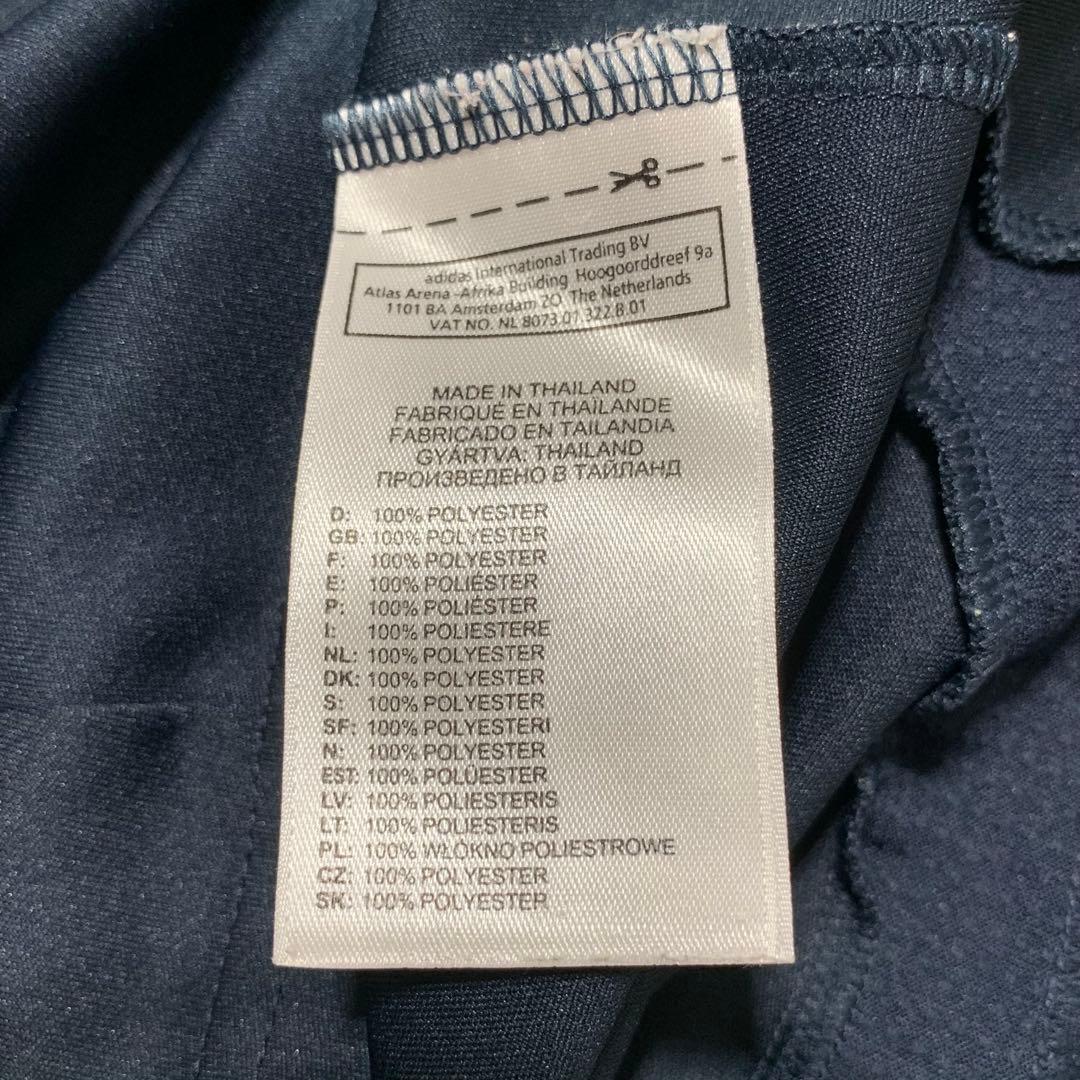 adidas International Trading BV
Atlas Arena -Afrika Building Hoogoorddreef 9a
1101 BA Amsterdam ZO, The Netherlands
VAT NO. NL 8073.07.322.B.01
MADE IN THAILAND
FABRIQUÉ EN THAÏLANDE
FABRICADO EN TAILANDIA
GYÁRTVA: THAILAND
ПРОИЗВЕДЕНО В ТАЙЛАНД
D: 100% POLYESTER
GB: 100% POLYESTER
F: 100% POLYESTER
E: 100% POLIÉSTER
P: 100% POLIÉSTER
I: 100% POLIESTERE
NL: 100% POLYESTER
DK: 100% POLYESTER
S: 100% POLYESTER
SF: 100% POLYESTERI
N: 100% POLYESTER
EST: 100% POLÜESTER
LV: 100% POLIESTERIS
LT: 100% POLIESTERIS
PL: 100% WŁÓKNO POLIESTROWE
CZ: 100% POLYESTER
SK: 100% POLYESTER